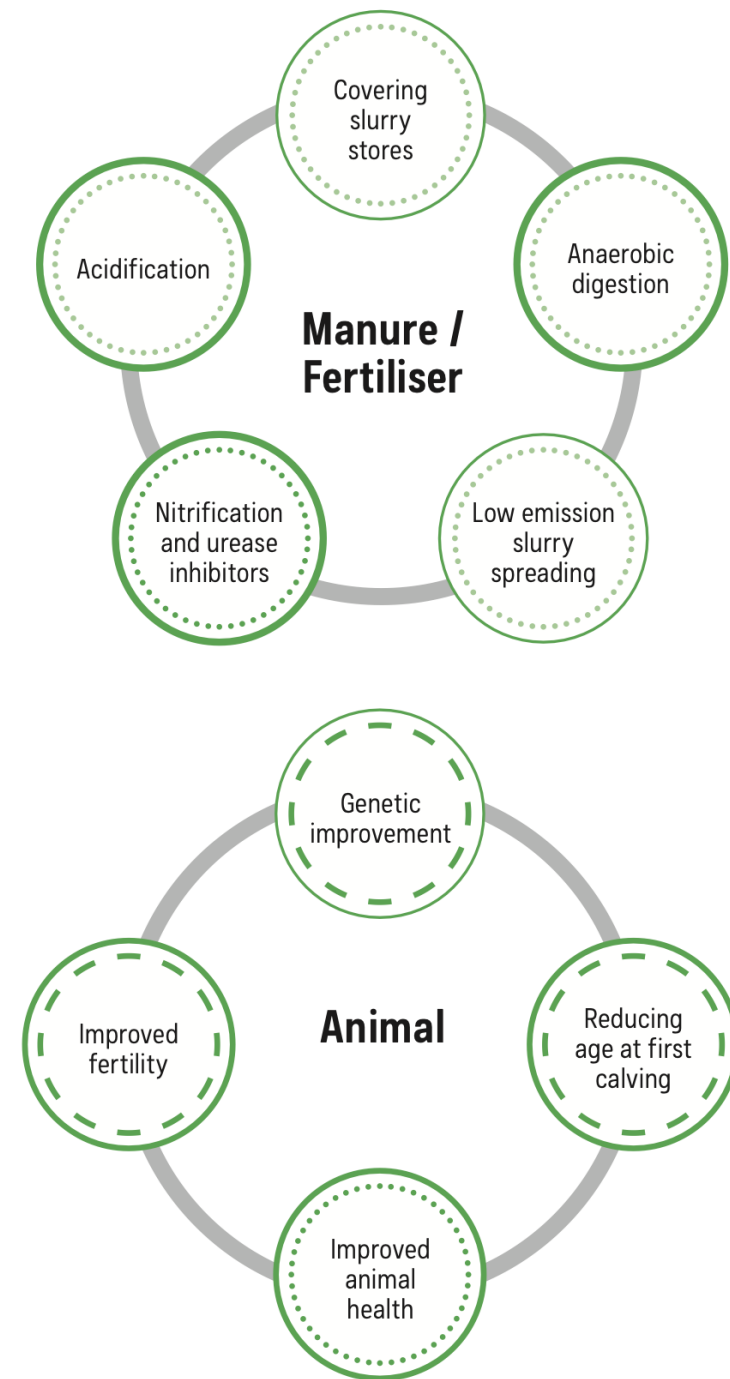 Covering
slurry
stores
Acidification
Anaerobic
digestion
Manure /
Fertiliser
Nitrification
and urease
inhibitors
Low emission
slurry
spreading
Genetic
improvement
Improved
fertility
Animal
Reducing
age at first
calving
Improved
animal
health